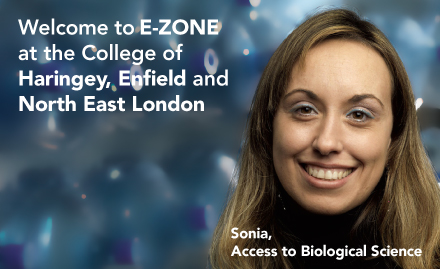 Welcome to E-ZONE
at the College of
Haringey, Enfield and
North East London
Sonia,
Access to Biological Science